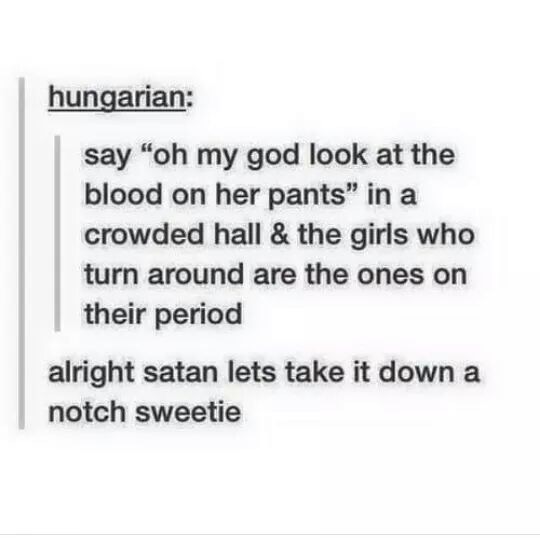 hungarian:
say “oh my god look at the
blood on her pants” in a
crowded hall & the girls who
turn around are the ones on
their period
alright satan lets take it down a
notch sweetie